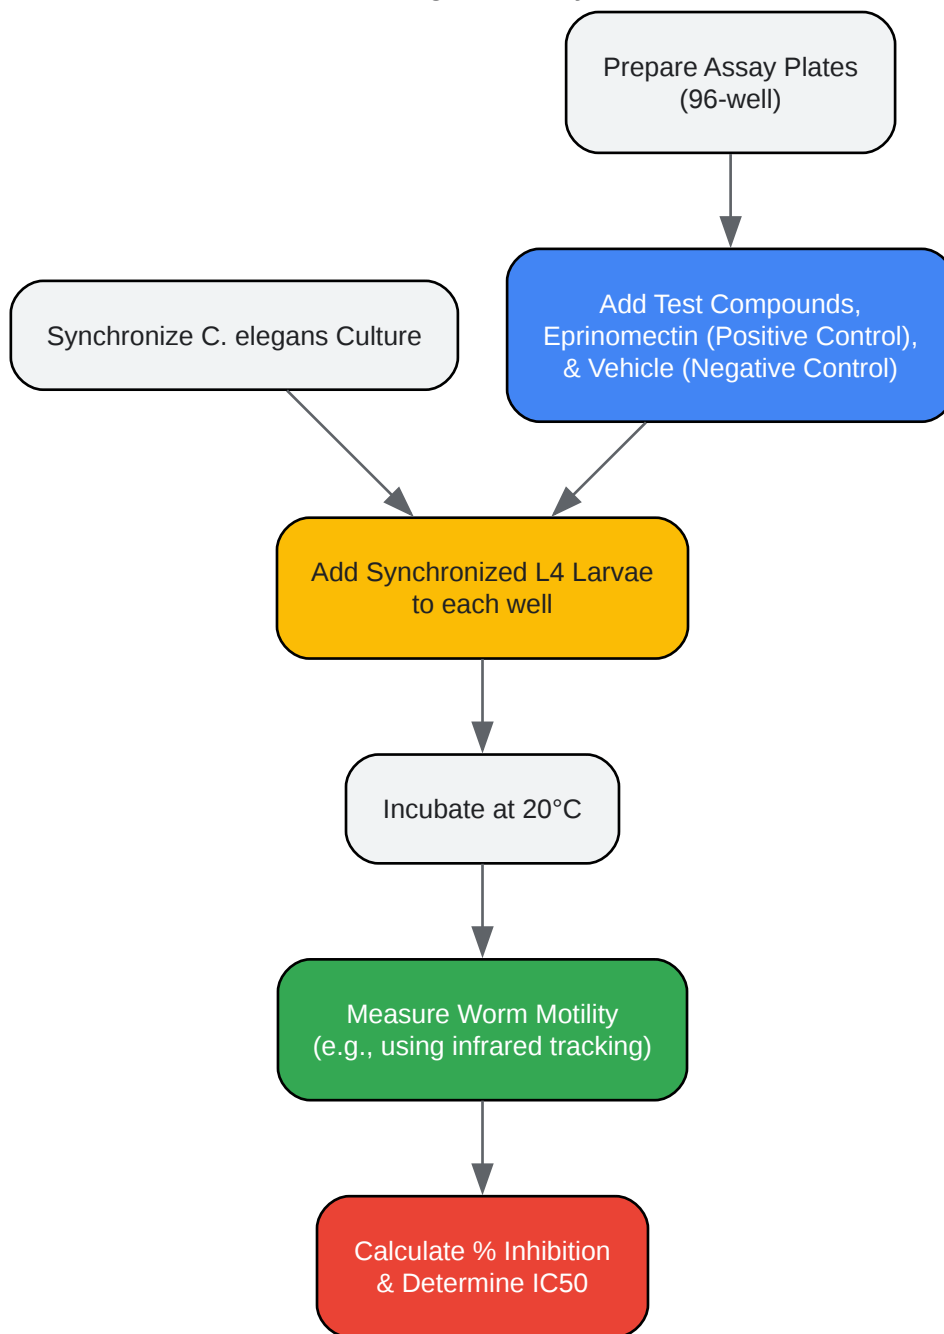 Prepare Assay Plates
(96-well)
Add Test Compounds,
Eprinomectin (Positive Control),
& Vehicle (Negative Control)
Synchronize C. elegans Culture
Add Synchronized L4 Larvae
to each well
Incubate at 20°C
Measure Worm Motility
(e.g., using infrared tracking)
Calculate % Inhibition
& Determine IC50